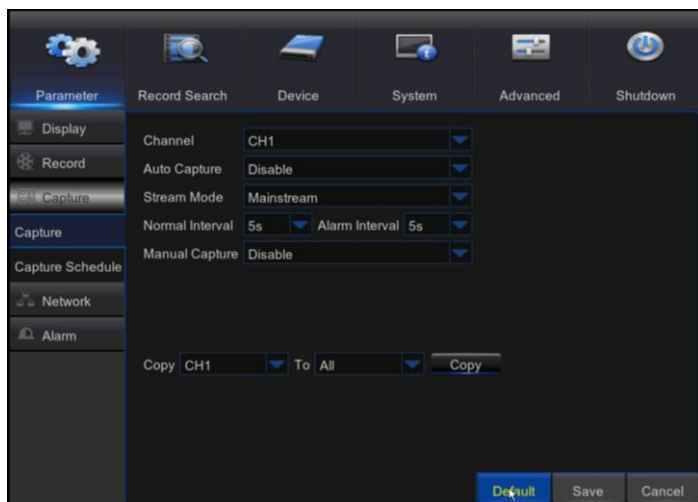 Parameter Record Search Device System Advanced Shutdown
Display
Record
Capture
Capture
Capture Schedule
Network
Alarm
Channel CH1
Auto Capture Disable
Stream Mode Mainstream
Normal Interval 5s Alarm Interval 5s
Manual Capture Disable
Copy CH1 To All Copy
Default Save Cancel